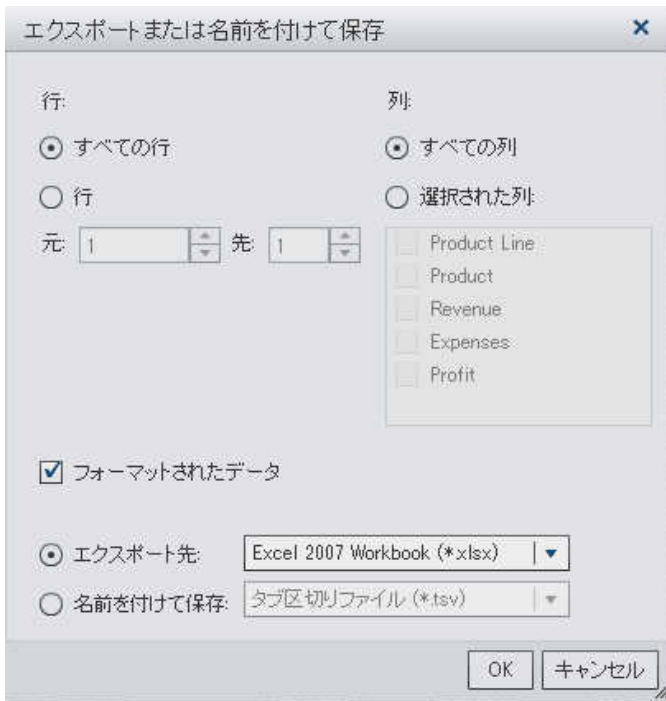 エクスポートまたは名前を付けて保存
行:
すべての行
行
元: 1 先: 1
列:
すべての列
選択された列:
Product Line
Product
Revenue
Expenses
Profit
フォーマットされたデータ
エクスポート先: Excel 2007 Workbook (*.xlsx)
名前を付けて保存: タブ区切りファイル (*.tsv)
OK キャンセル